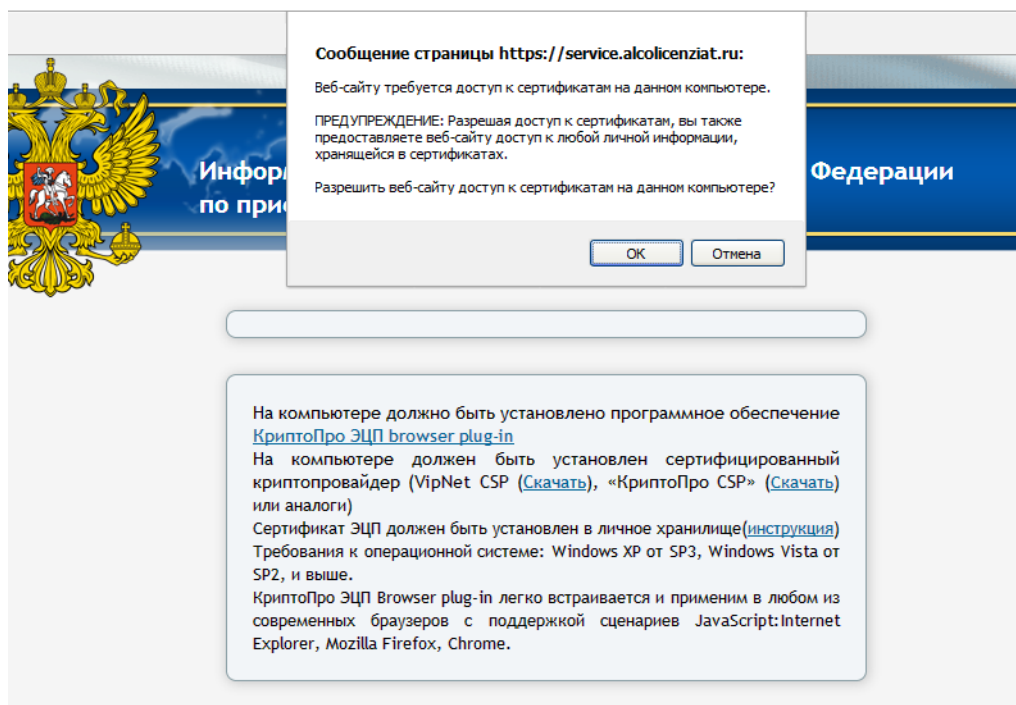 Сообщение страницы https://service.alcolicenziat.ru:
Веб-сайту требуется доступ к сертификатам на данном компьютере.
ПРЕДУПРЕЖДЕНИЕ: Разрешая доступ к сертификатам, вы также
предоставляете веб-сайту доступ к любой личной информации,
хранящейся в сертификатах.
Разрешить веб-сайту доступ к сертификатам на данном компьютере?
OK Отмена
Федерации
по
На компьютере должно быть установлено программное обеспечение
КриптоПро ЭЦП browser plug-in
На компьютере должен быть установлен сертифицированный
криптопровайдер (VipNet CSP (Скачать), «КриптоПро CSP» (Скачать)
или аналоги)
Сертификат ЭЦП должен быть установлен в личное хранилище(инструкция)
Требования к операционной системе: Windows XP от SP3, Windows Vista от
SP2, и выше.
КриптоПро ЭЦП Browser plug-in легко встраивается и применим в любом из
современных браузеров с поддержкой сценариев JavaScript:Internet
Explorer, Mozilla Firefox, Chrome.